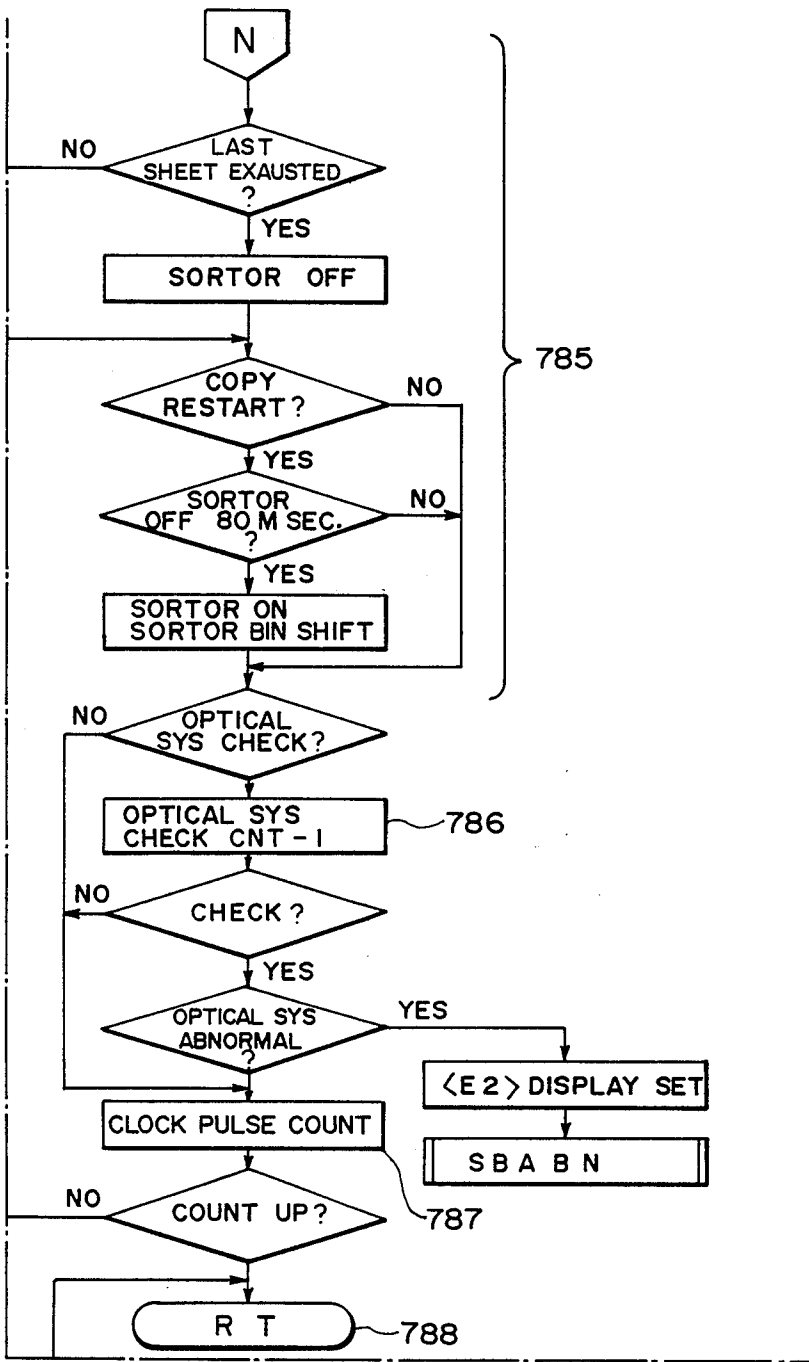 N
LAST
SHEET EXAUSTED
?
NO
YES
SORTOR OFF
785
COPY
RESTART?
NO
YES
SORTOR
OFF 80 M SEC.
?
NO
YES
SORTOR ON
SORTOR BIN SHIFT
NO
OPTICAL
SYS CHECK?
OPTICAL SYS
CHECK CNT-1
786
NO
CHECK?
YES
OPTICAL SYS
ABNORMAL
?
YES
<E2> DISPLAY SET
SBABN
CLOCK PULSE COUNT
787
NO
COUNT UP?
RT
788